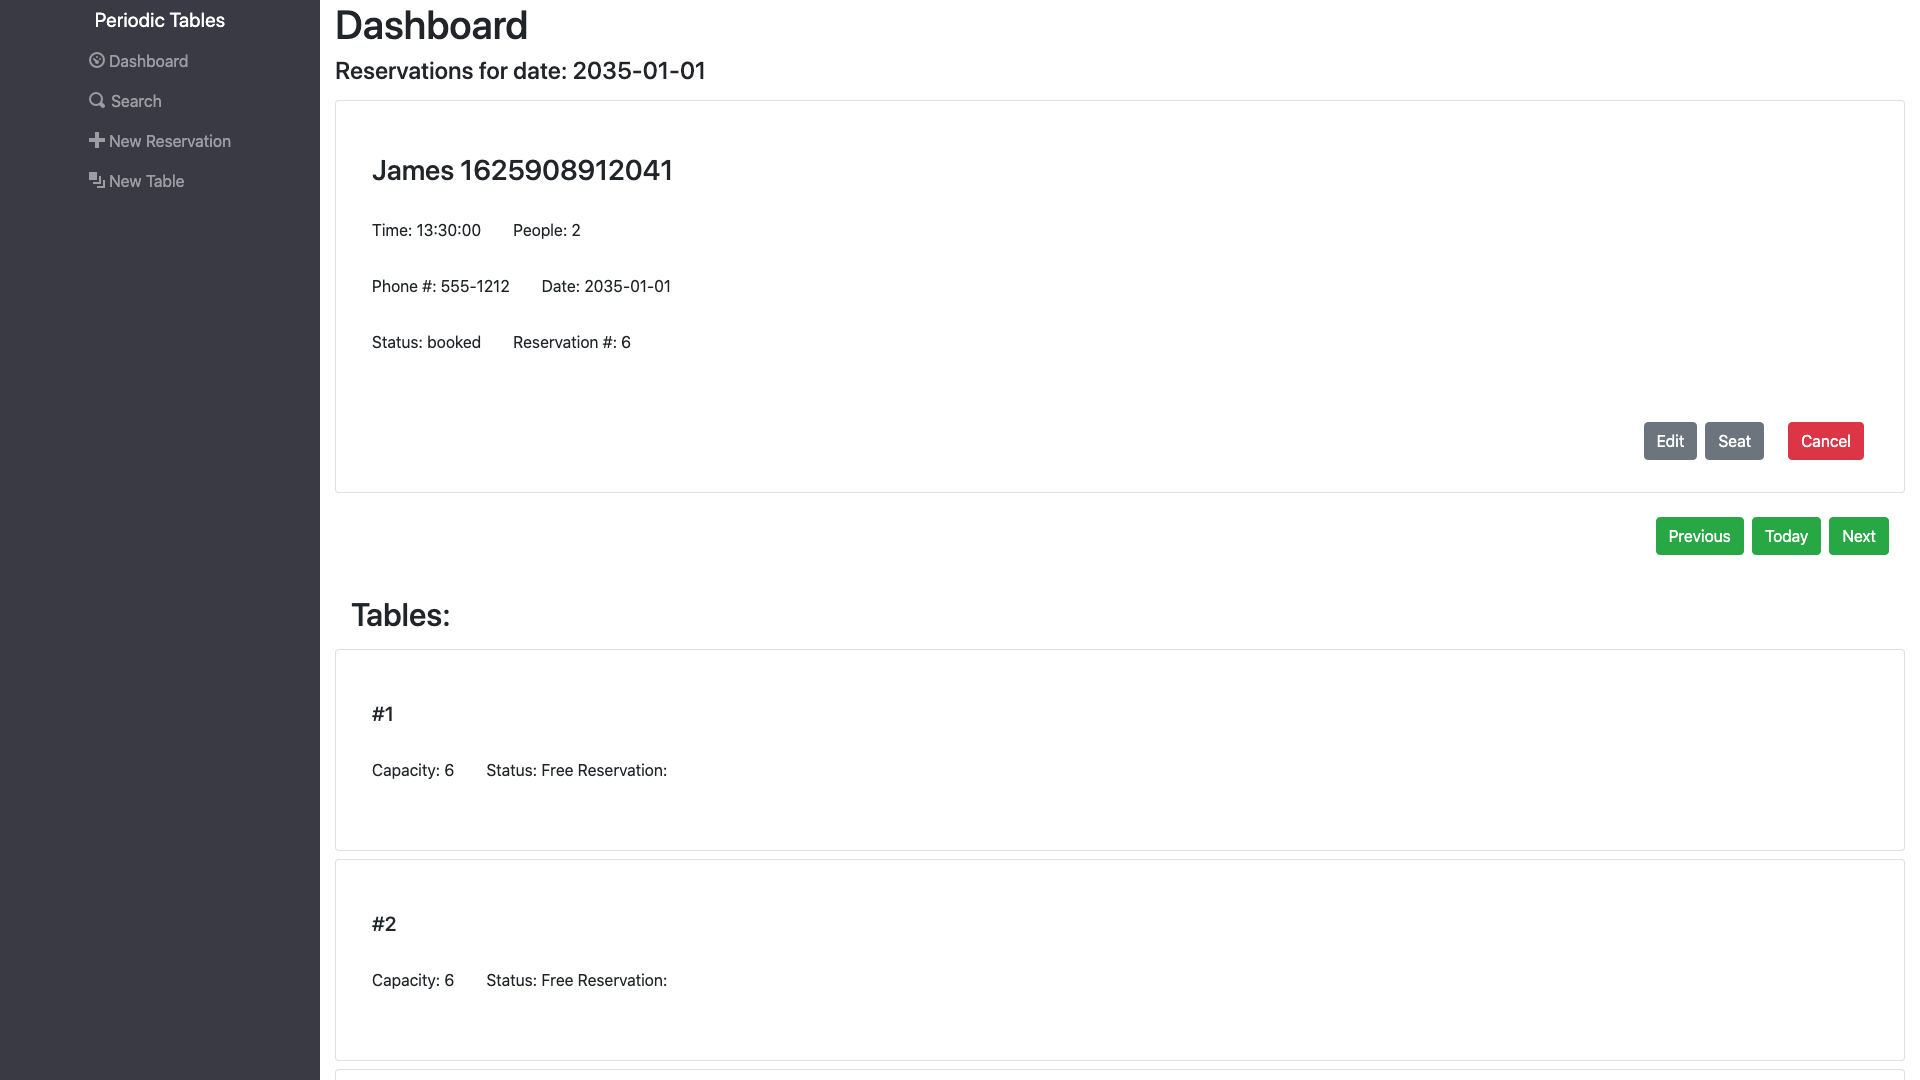 Periodic Tables
Dashboard
Search
New Reservation
New Table
Dashboard
Reservations for date: 2035-01-01
James 1625908912041
Time: 13:30:00 People: 2
Phone #: 555-1212 Date: 2035-01-01
Status: booked Reservation #: 6
Edit Seat Cancel
Previous Today Next
Tables:
#1
Capacity: 6 Status: Free Reservation:
#2
Capacity: 6 Status: Free Reservation: